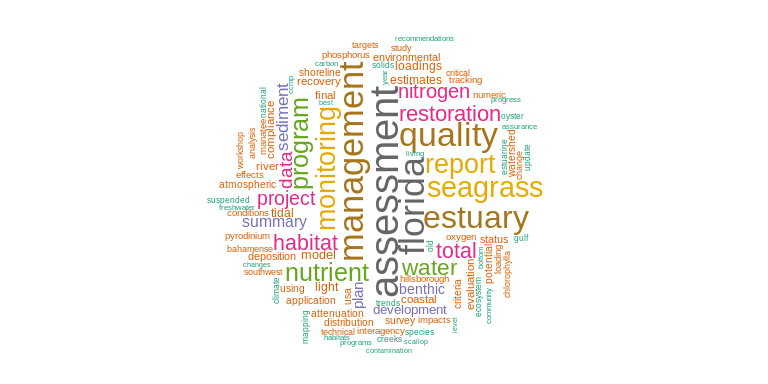 recommendations
targets
study
phosphorus
environmental
carbon
solids
loadings
shoreline
year
critical
recovery
estimates
tracking
comp
national
final
nitrogen
numeric
progress
best
manatee
compliance
sediment
program
monitoring
management
assessment
restoration
oyster
assurance
quality
workshop
analysis
data
florida
living
report
estuarine
watershed
change
update
river
effects
atmospheric
seagrass
suspended
freshwater
project
conditions
tidal
summary
estuary
pyrodinium
habitat
old
total
oxygen
status
gulf
bahamense
deposition
model
changes
southwest
nutrient
water
bottom
potential
loading
chlorophylla
climate
using
light
hillsborough
benthic
criteria
evaluation
ecosystem
community
application
usa
plan
trends
coastal
development
attenuation
mapping
distribution
survey
impacts
level
technical
interagency
species
habitats
programs
creeks
scallop
contamination